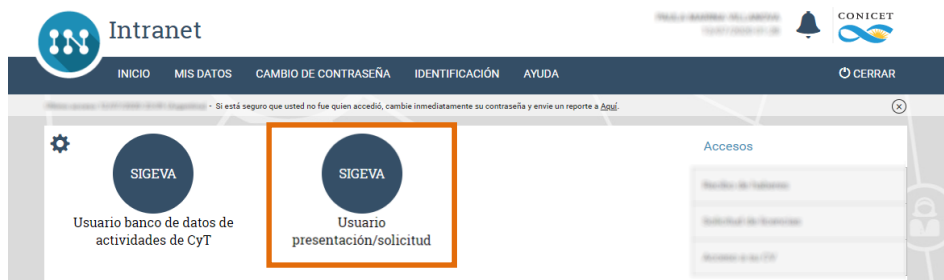 Intranet
CONICET
INICIO MIS DATOS CAMBIO DE CONTRASEÑA IDENTIFICACIÓN AYUDA CERRAR
- Si está seguro que usted no fue quien accedió, cambie inmediatamente su contraseña y envie un reporte a Aquí.
SIGEVA
Usuario banco de datos de
actividades de CyT
SIGEVA
Usuario
presentación/solicitud
Accesos